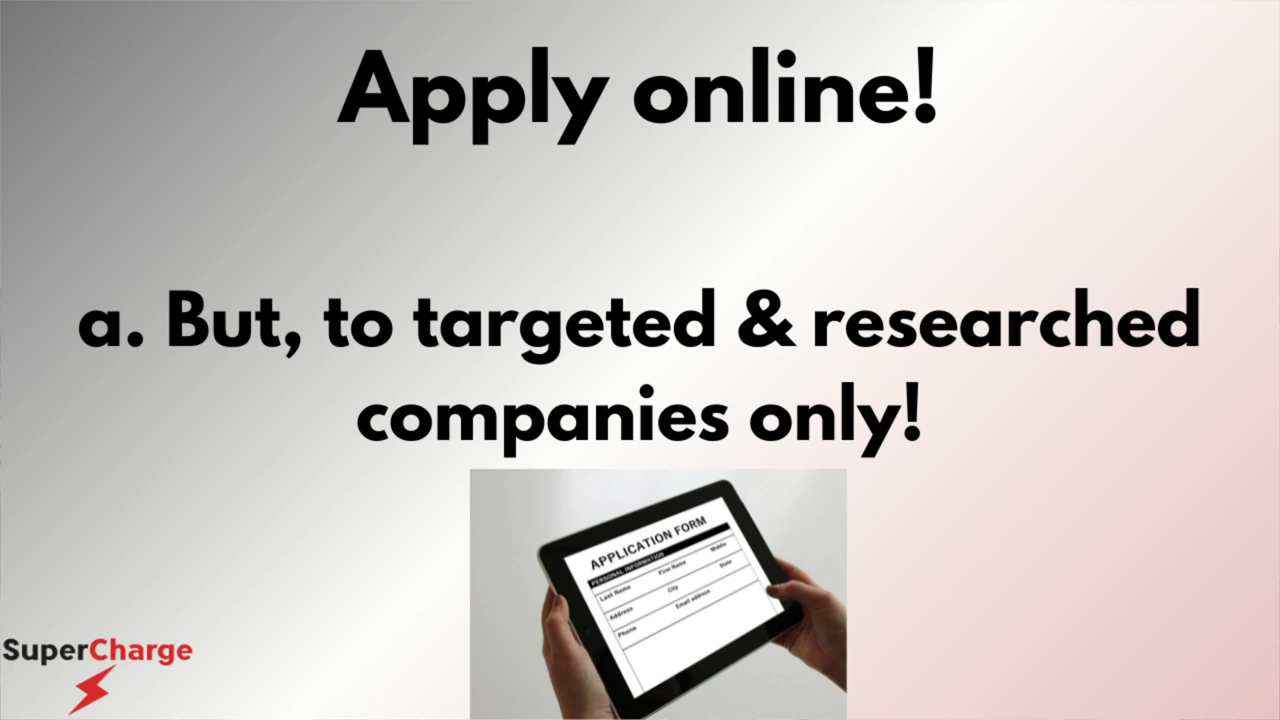 Apply online!
a. But, to targeted & researched
companies only!
APPLICATION FORM
PERSONAL INFORMATION
Last Name First Name Middle
Address City State
Phone Email address
SuperCharge